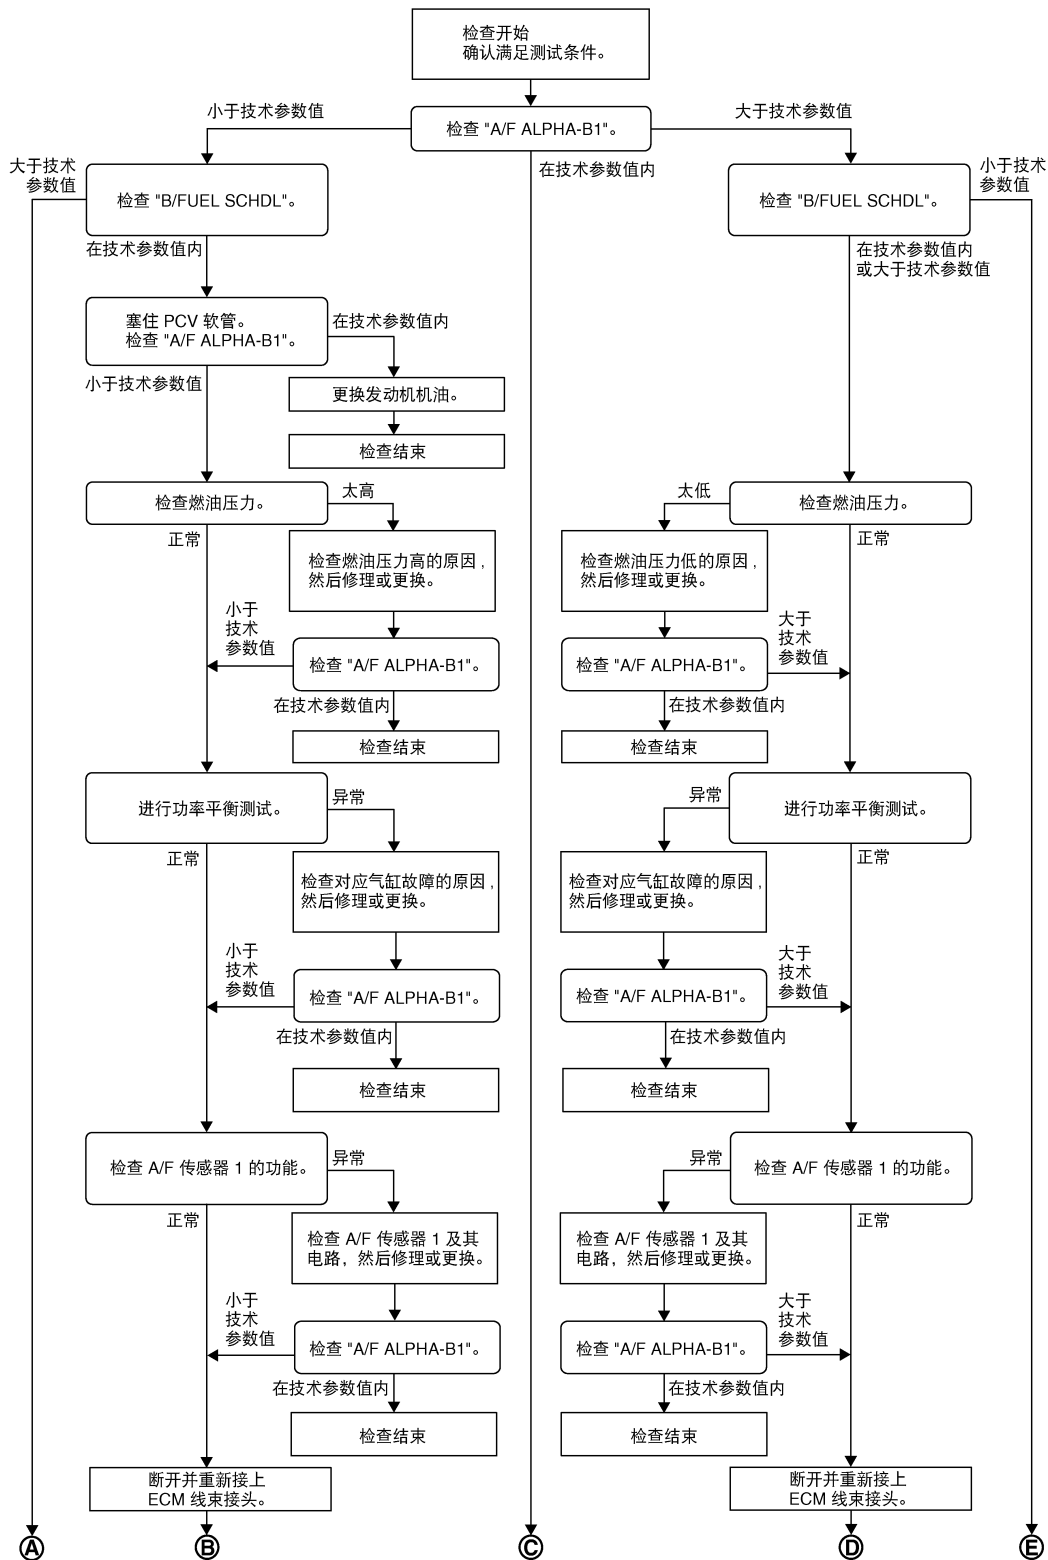 检查开始
确认满足测试条件。
小于技术参数值
检查 "A/F ALPHA-B1"。
大于技术参数值
大于技术
参数值
检查 "B/FUEL SCHDL"。
在技术参数值内
检查 "B/FUEL SCHDL"。
小于技术
参数值
在技术参数值内
在技术参数值内
或大于技术参数值
塞住 PCV 软管。
检查 "A/F ALPHA-B1"。
在技术参数值内
小于技术参数值
更换发动机机油。
检查结束
检查燃油压力。
太高
太低
检查燃油压力。
正常
检查燃油压力高的原因,
然后修理或更换。
检查燃油压力低的原因,
然后修理或更换。
正常
小于
技术
参数值
检查 "A/F ALPHA-B1"。
检查 "A/F ALPHA-B1"。
大于
技术
参数值
在技术参数值内
在技术参数值内
检查结束
检查结束
进行功率平衡测试。
异常
异常
进行功率平衡测试。
正常
检查对应气缸故障的原因,
然后修理或更换。
检查对应气缸故障的原因,
然后修理或更换。
正常
小于
技术
参数值
检查 "A/F ALPHA-B1"。
检查 "A/F ALPHA-B1"。
大于
技术
参数值
在技术参数值内
在技术参数值内
检查结束
检查结束
检查 A/F 传感器 1 的功能。
异常
异常
检查 A/F 传感器 1 的功能。
正常
检查 A/F 传感器 1 及其
电路，然后修理或更换。
检查 A/F 传感器 1 及其
电路，然后修理或更换。
正常
小于
技术
参数值
检查 "A/F ALPHA-B1"。
检查 "A/F ALPHA-B1"。
大于
技术
参数值
在技术参数值内
在技术参数值内
检查结束
检查结束
断开并重新接上
ECM 线束接头。
断开并重新接上
ECM 线束接头。
A
B
C
D
E